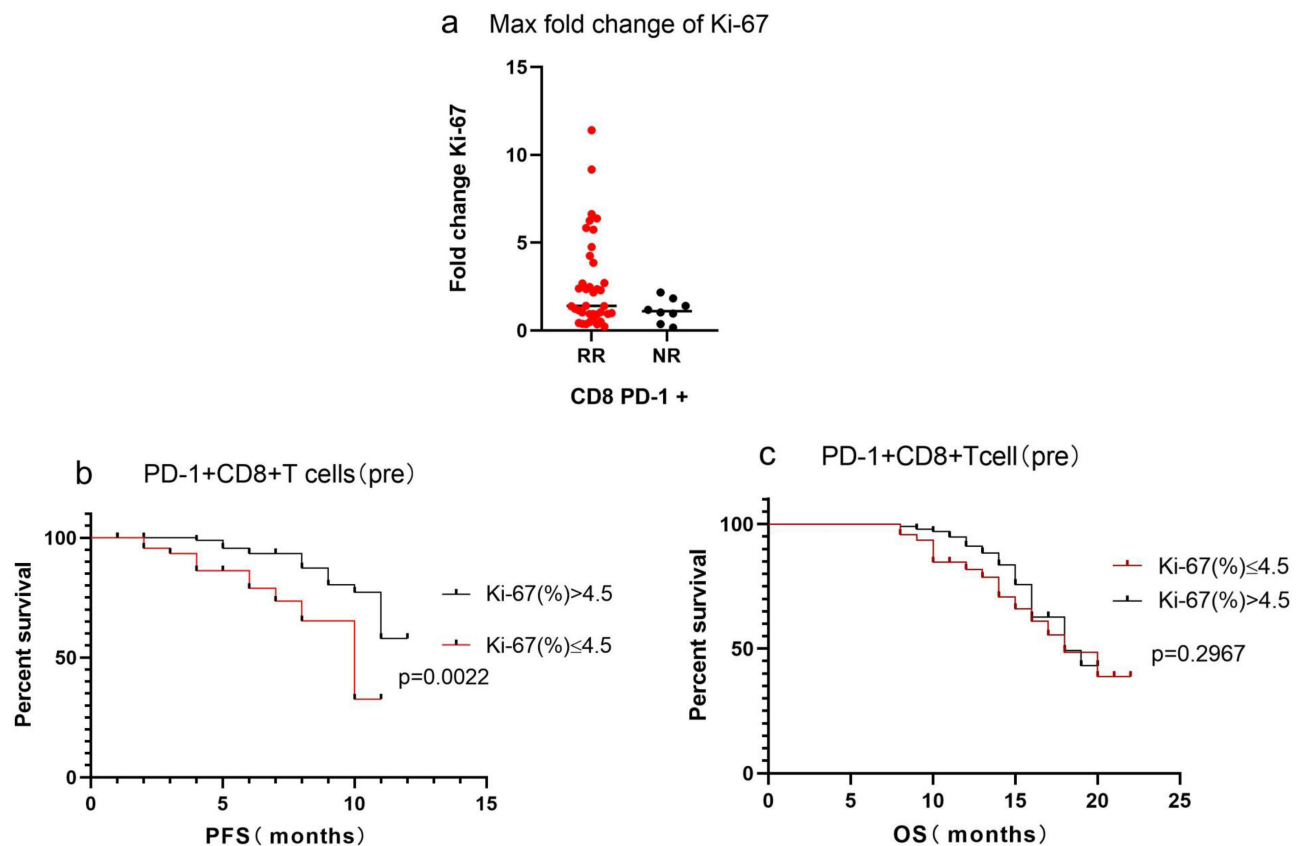 a Max fold change of Ki-67
Fold change Ki-67
15
10
5
0
RR NR
CD8 PD-1 +
b PD-1+CD8+T cells(pre)
Percent survival
100
50
0
0 5 10 15
PFS( months)
Ki-67(%)>4.5
Ki-67(%)≤4.5
p=0.0022
c PD-1+CD8+Tcell(pre)
Percent survival
100
50
0
0 5 10 15 20 25
OS( months)
Ki-67(%)≤4.5
Ki-67(%)>4.5
p=0.2967